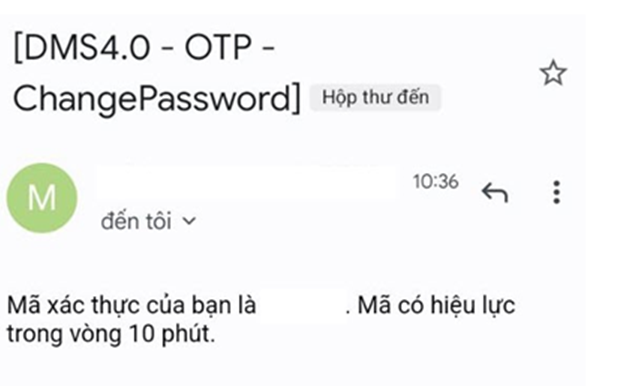 [DMS4.0 - OTP -
ChangePassword] Hộp thư đến
M
10:36
đến tôi
Mã xác thực của bạn là . Mã có hiệu lực
trong vòng 10 phút.